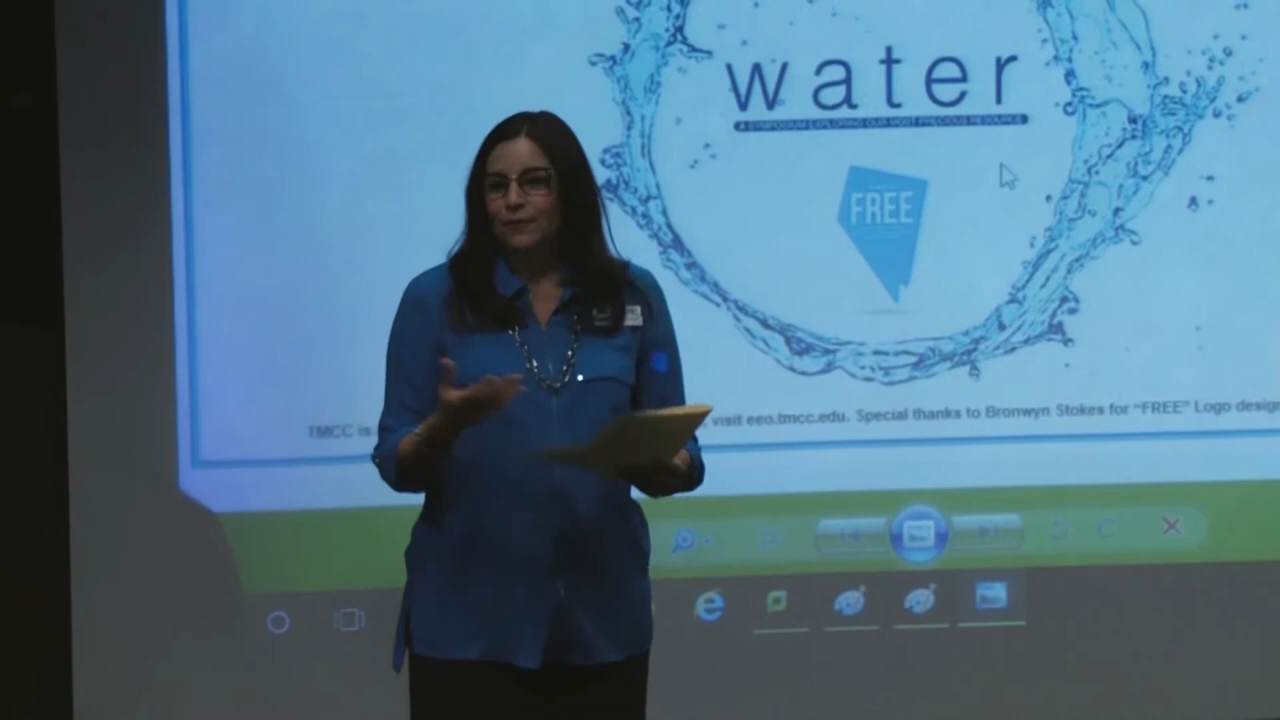 water
A SYMPOSIUM EXPLORING OUR MOST PRECIOUS RESOURCE
FREE
TMCC is
visit eeo.tmcc.edu. Special thanks to Bronwyn Stokes for “FREE” Logo design